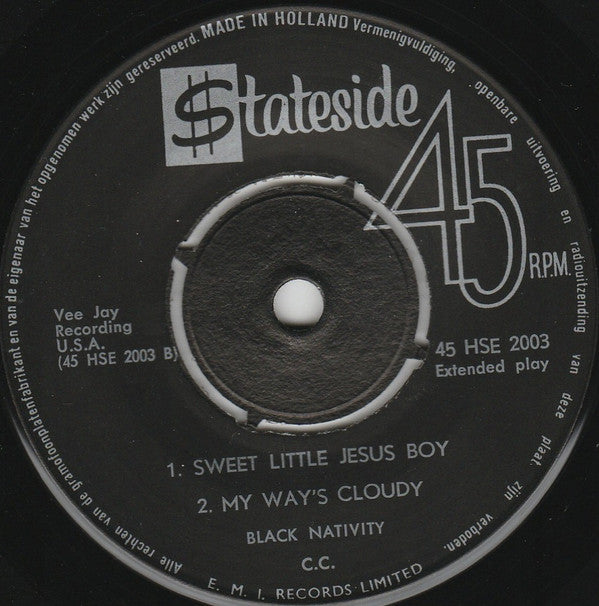 Alle rechten van de gramofoonplatenfabrikant en van de eigenaar van het opgenomen werk zijn gereserveerd. MADE IN HOLLAND Vermenigvuldiging, openbare uitvoering en radiouitzending van deze plaat zijn verboden.
$tateside
45
R.P.M.
Vee Jay
Recording
U.S.A.
(45 HSE 2003 B)
45 HSE 2003
Extended play
1. SWEET LITTLE JESUS BOY
2. MY WAY'S CLOUDY
BLACK NATIVITY
C.C.
E. M. I. RECORDS LIMITED